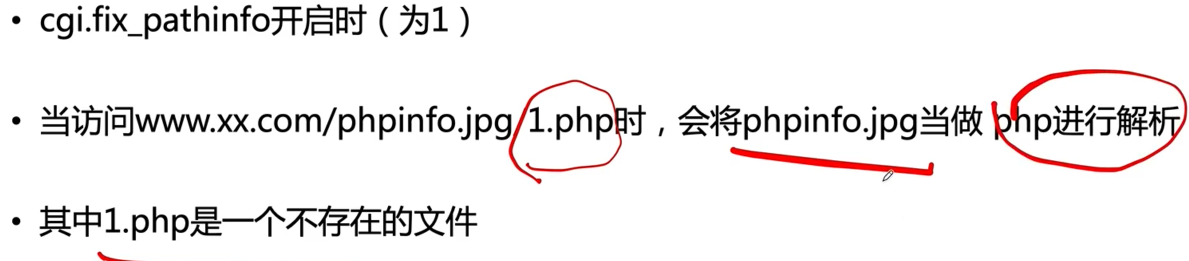 • cgi.fix_pathinfo开启时（为1）
• 当访问www.xx.com/phpinfo.jpg/1.php时，会将phpinfo.jpg当做 php进行解析
• 其中1.php是一个不存在的文件